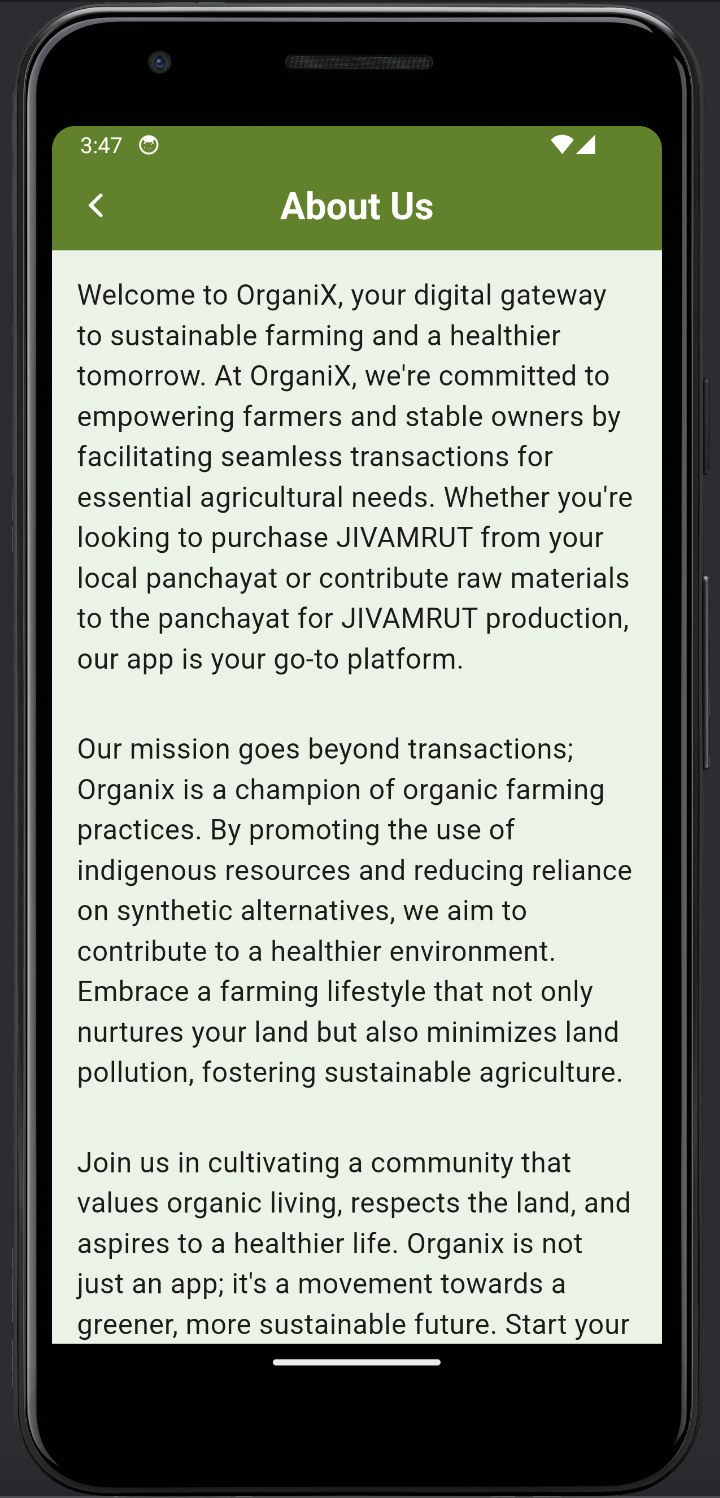 3:47
About Us
Welcome to OrganiX, your digital gateway
to sustainable farming and a healthier
tomorrow. At OrganiX, we're committed to
empowering farmers and stable owners by
facilitating seamless transactions for
essential agricultural needs. Whether you're
looking to purchase JIVAMRUT from your
local panchayat or contribute raw materials
to the panchayat for JIVAMRUT production,
our app is your go-to platform.
Our mission goes beyond transactions;
Organix is a champion of organic farming
practices. By promoting the use of
indigenous resources and reducing reliance
on synthetic alternatives, we aim to
contribute to a healthier environment.
Embrace a farming lifestyle that not only
nurtures your land but also minimizes land
pollution, fostering sustainable agriculture.
Join us in cultivating a community that
values organic living, respects the land, and
aspires to a healthier life. Organix is not
just an app; it's a movement towards a
greener, more sustainable future. Start your